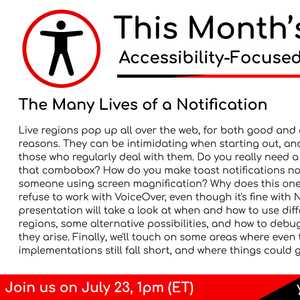 This Month's
Accessibility-Focused
The Many Lives of a Notification
Live regions pop up all over the web, for both good and
reasons. They can be intimidating when starting out, and
those who regularly deal with them. Do you really need a
that combobox? How do you make toast notifications no
someone using screen magnification? Why does this one
refuse to work with VoiceOver, even though it's fine with N
presentation will take a look at when and how to use diff
regions, some alternative possibilities, and how to debug
they arise. Finally, we'll touch on some areas where even t
implementations still fall short, and where things could g
Join us on July 23, 1pm (ET)